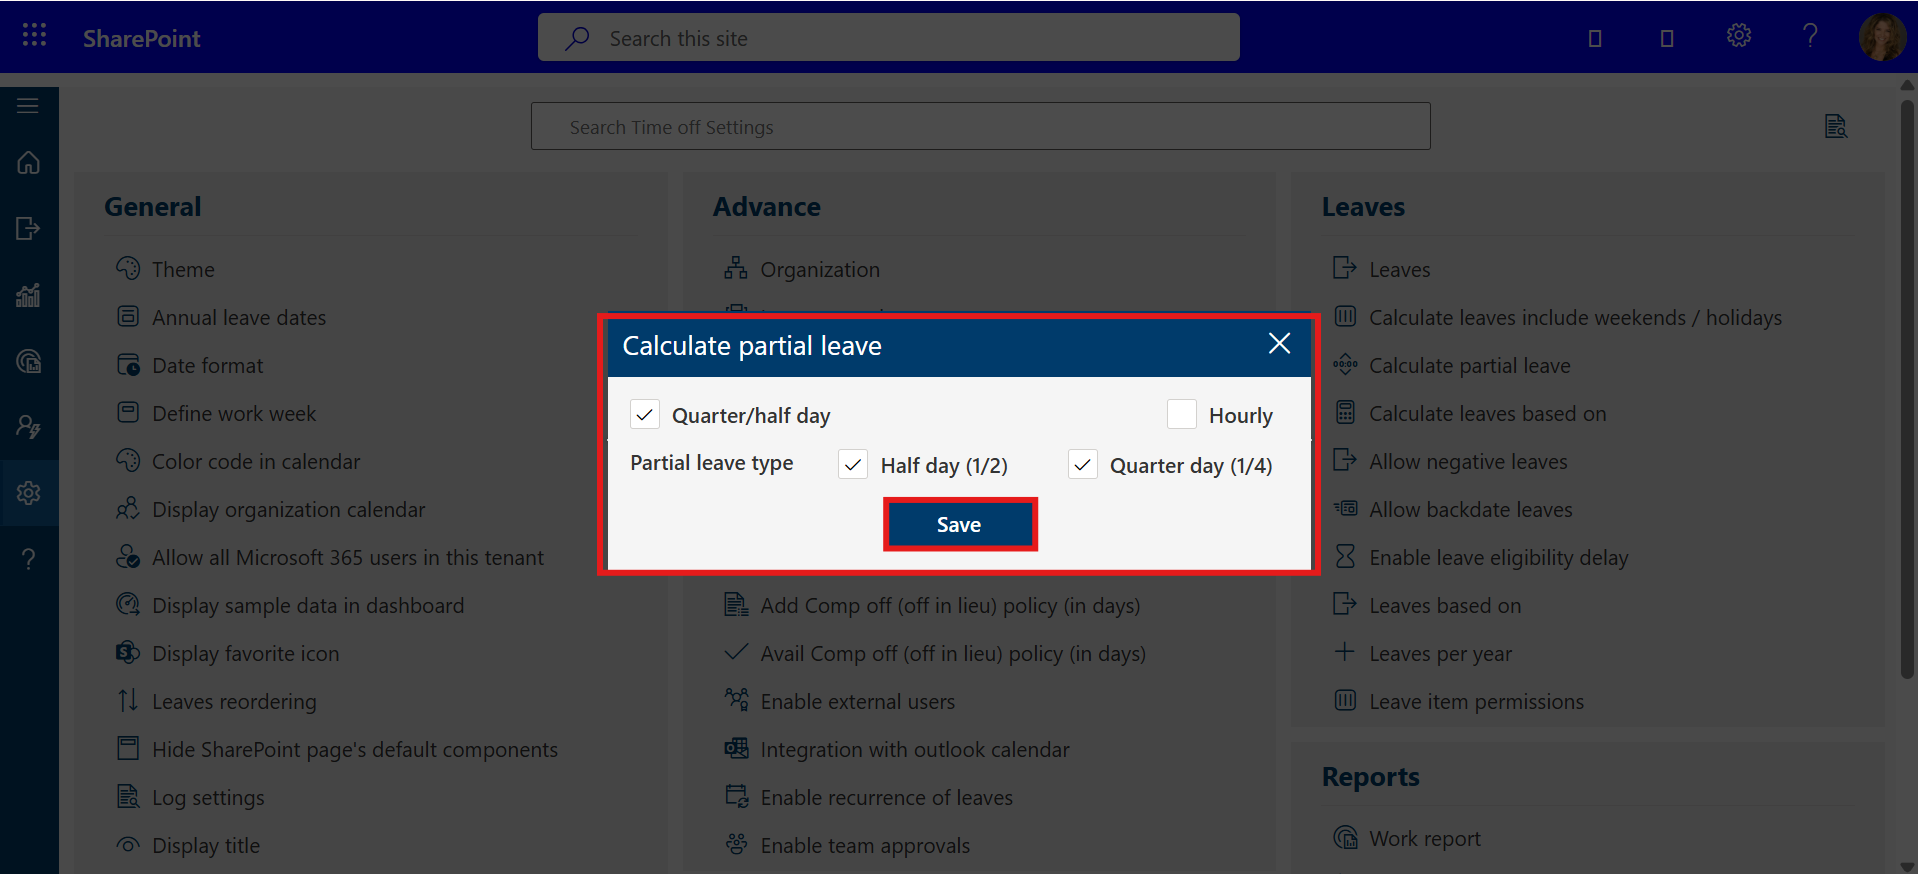 SharePoint
Search this site
Search Time off Settings
General
Theme
Annual leave dates
Date format
Define work week
Color code in calendar
Display organization calendar
Allow all Microsoft 365 users in this tenant
Display sample data in dashboard
Display favorite icon
Leaves reordering
Hide SharePoint page's default components
Log settings
Display title
Advance
Organization
Calculate partial leave
Quarter/half day
Hourly
Partial leave type
Half day (1/2)
Quarter day (1/4)
Save
Add Comp off (off in lieu) policy (in days)
Avail Comp off (off in lieu) policy (in days)
Enable external users
Integration with outlook calendar
Enable recurrence of leaves
Enable team approvals
Leaves
Leaves
Calculate leaves include weekends / holidays
Calculate partial leave
Calculate leaves based on
Allow negative leaves
Allow backdate leaves
Enable leave eligibility delay
Leaves based on
Leaves per year
Leave item permissions
Reports
Work report